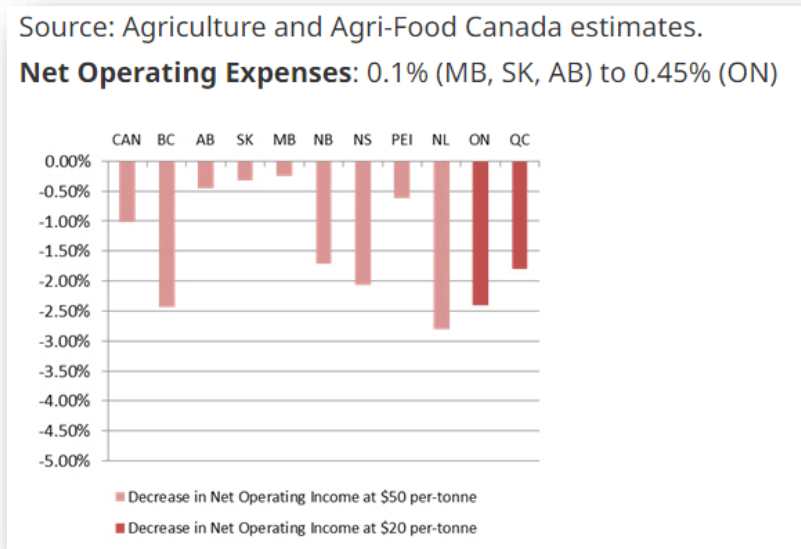 Source: Agriculture and Agri-Food Canada estimates.
Net Operating Expenses: 0.1% (MB, SK, AB) to 0.45% (ON)
CAN BC AB SK MB NB NS PEI NL ON QC
0.00%
-0.50%
-1.00%
-1.50%
-2.00%
-2.50%
-3.00%
-3.50%
-4.00%
-4.50%
-5.00%
Decrease in Net Operating Income at $50 per-tonne
Decrease in Net Operating Income at $20 per-tonne